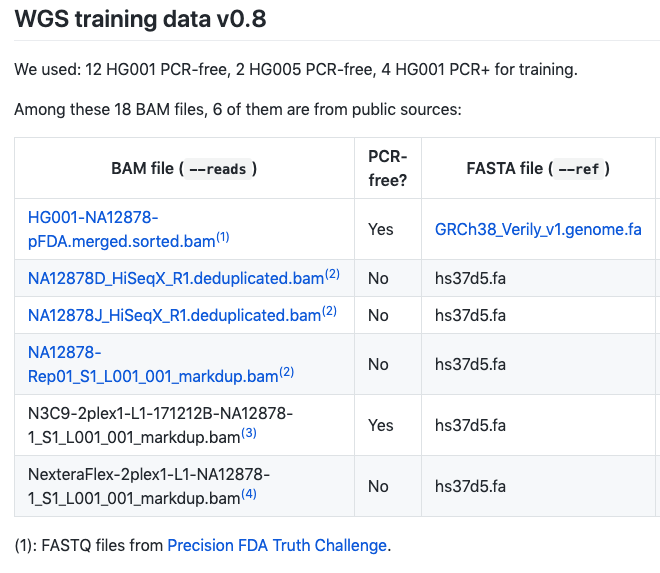 WGS training data v0.8
We used: 12 HG001 PCR-free, 2 HG005 PCR-free, 4 HG001 PCR+ for training.
Among these 18 BAM files, 6 of them are from public sources:
BAM file ( --reads ) PCR-free? FASTA file ( --ref )
HG001-NA12878-
pFDA.merged.sorted.bam(1) Yes GRCh38_Verily_v1.genome.fa
NA12878D_HiSeqX_R1.deduplicated.bam(2) No hs37d5.fa
NA12878J_HiSeqX_R1.deduplicated.bam(2) No hs37d5.fa
NA12878-
Rep01_S1_L001_001_markdup.bam(2) No hs37d5.fa
N3C9-2plex1-L1-171212B-NA12878-
1_S1_L001_001_markdup.bam(3) Yes hs37d5.fa
NexteraFlex-2plex1-L1-NA12878-
1_S1_L001_001_markdup.bam(4) No hs37d5.fa
(1): FASTQ files from Precision FDA Truth Challenge.